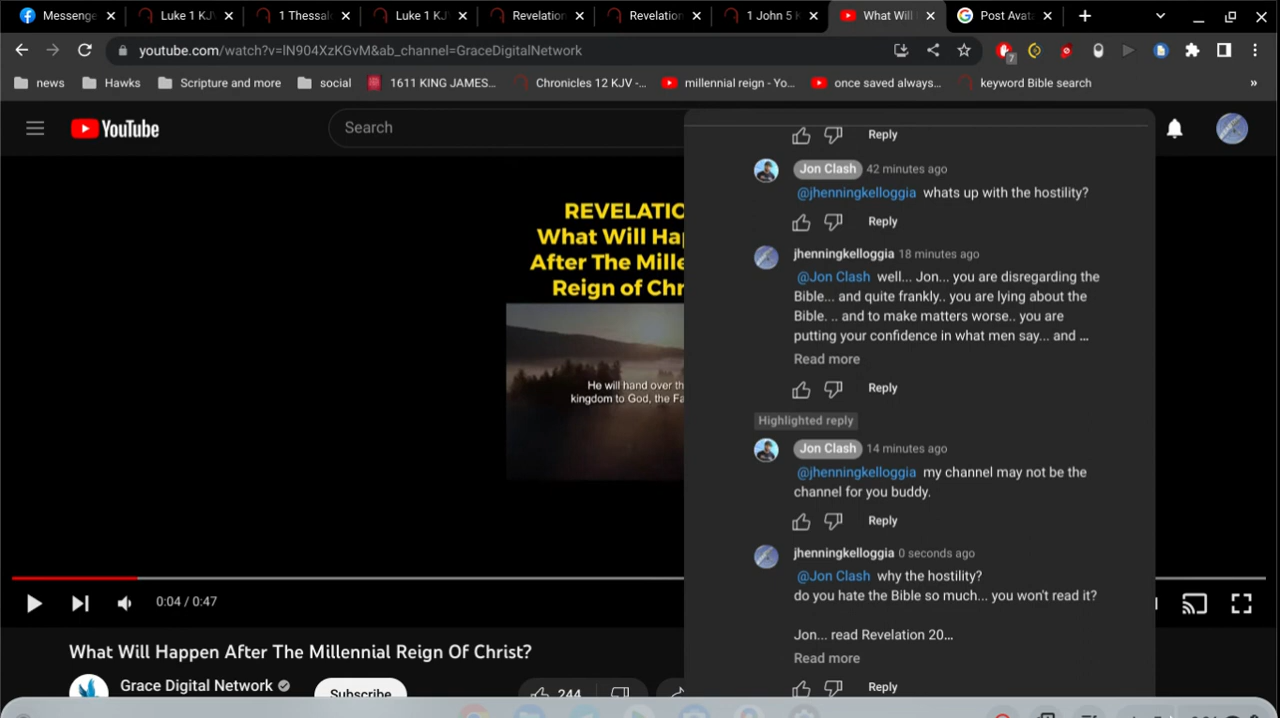 Messenge
Luke 1 KJV
1 Thessal
Luke 1 KJV
Revelation
Revelation
1 John 5 K
What Will
Post Avata
youtube.com/watch?v=lN904XzKGvM&ab_channel=GraceDigitalNetwork
7
news
Hawks
Scripture and more
social
1611 KING JAMES...
Chronicles 12 KJV -...
millennial reign - Yo...
once saved always...
keyword Bible search
»
YouTube
Search
REVELATIO
What Will Ha
After The Mille
Reign of Chr
He will hand over th
kingdom to God, the Fa
Reply
Jon Clash 42 minutes ago
@jhenningkelloggia whats up with the hostility?
Reply
jhenningkelloggia 18 minutes ago
@Jon Clash well... Jon... you are disregarding the
Bible... and quite frankly.. you are lying about the
Bible. .. and to make matters worse.. you are
putting your confidence in what men say... and ...
Read more
Reply
Highlighted reply
Jon Clash 14 minutes ago
@jhenningkelloggia my channel may not be the
channel for you buddy.
Reply
jhenningkelloggia 0 seconds ago
@Jon Clash why the hostility?
do you hate the Bible so much... you won't read it?
Jon... read Revelation 20...
Read more
Reply
0:04 / 0:47
What Will Happen After The Millennial Reign Of Christ?
Grace Digital Network
Subscribe
244